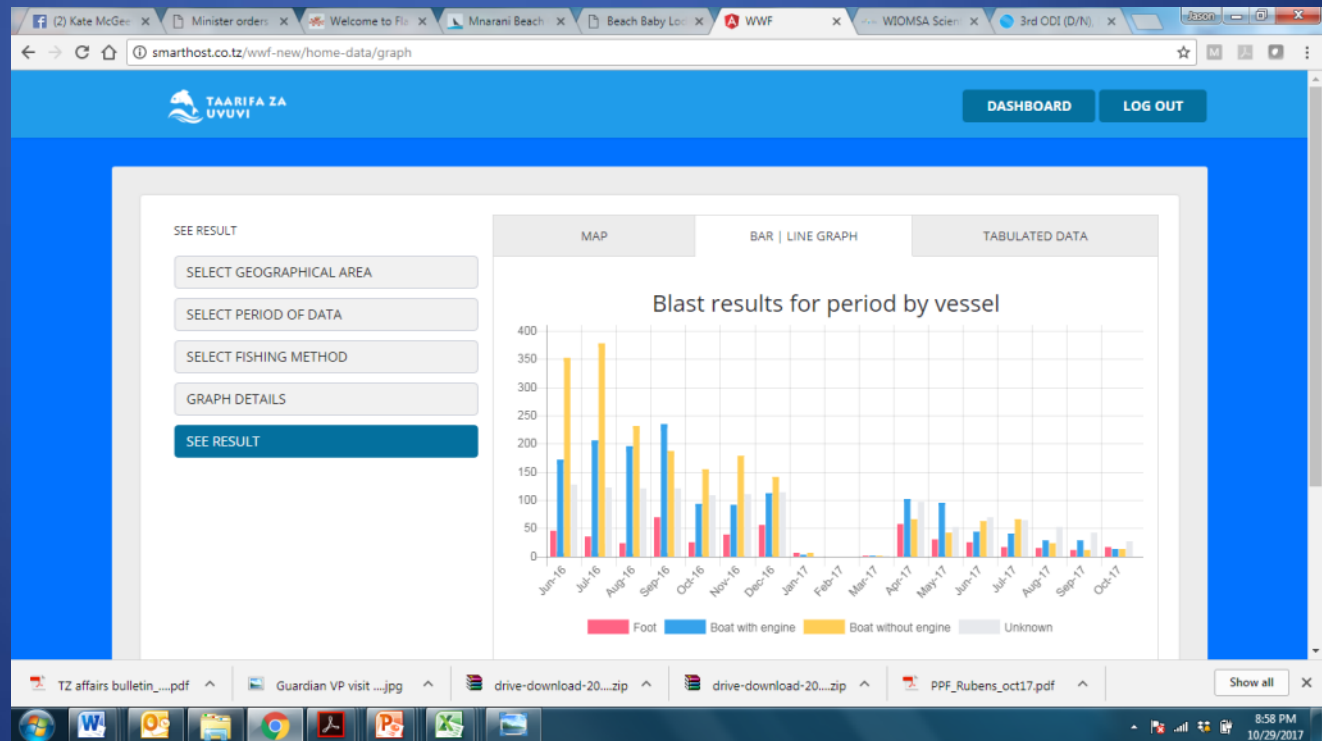 (2) Kate McGee
Minister orders
Welcome to Fla
Mnarani Beach
Beach Baby Loc
WWF
WIOMSA Scien
3rd ODI (D/N),
Jason
smarthost.co.tz/wwf-new/home-data/graph
TAARIFA ZA
UVUVI
DASHBOARD
LOG OUT
SEE RESULT
SELECT GEOGRAPHICAL AREA
SELECT PERIOD OF DATA
SELECT FISHING METHOD
GRAPH DETAILS
SEE RESULT
MAP
BAR | LINE GRAPH
TABULATED DATA
Blast results for period by vessel
400
350
300
250
200
150
100
50
0
Jun-16
Jul-16
Aug-16
Sep-16
Oct-16
Nov-16
Dec-16
Jan-17
Feb-17
Mar-17
Apr-17
May-17
Jun-17
Jul-17
Aug-17
Sep-17
Oct-17
Foot
Boat with engine
Boat without engine
Unknown
TZ affairs bulletin_....pdf
Guardian VP visit ....jpg
drive-download-20....zip
drive-download-20....zip
PPF_Rubens_oct17.pdf
Show all
8:58 PM
10/29/2017